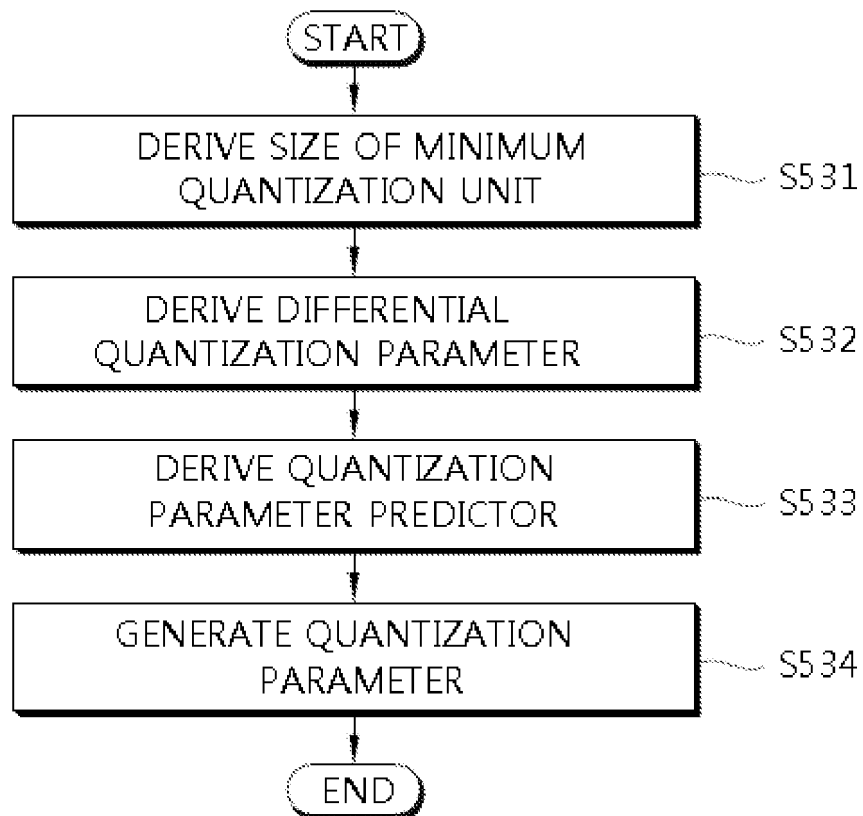 START
DERIVE SIZE OF MINIMUM
QUANTIZATION UNIT
S531
DERIVE DIFFERENTIAL
QUANTIZATION PARAMETER
S532
DERIVE QUANTIZATION
PARAMETER PREDICTOR
S533
GENERATE QUANTIZATION
PARAMETER
S534
END